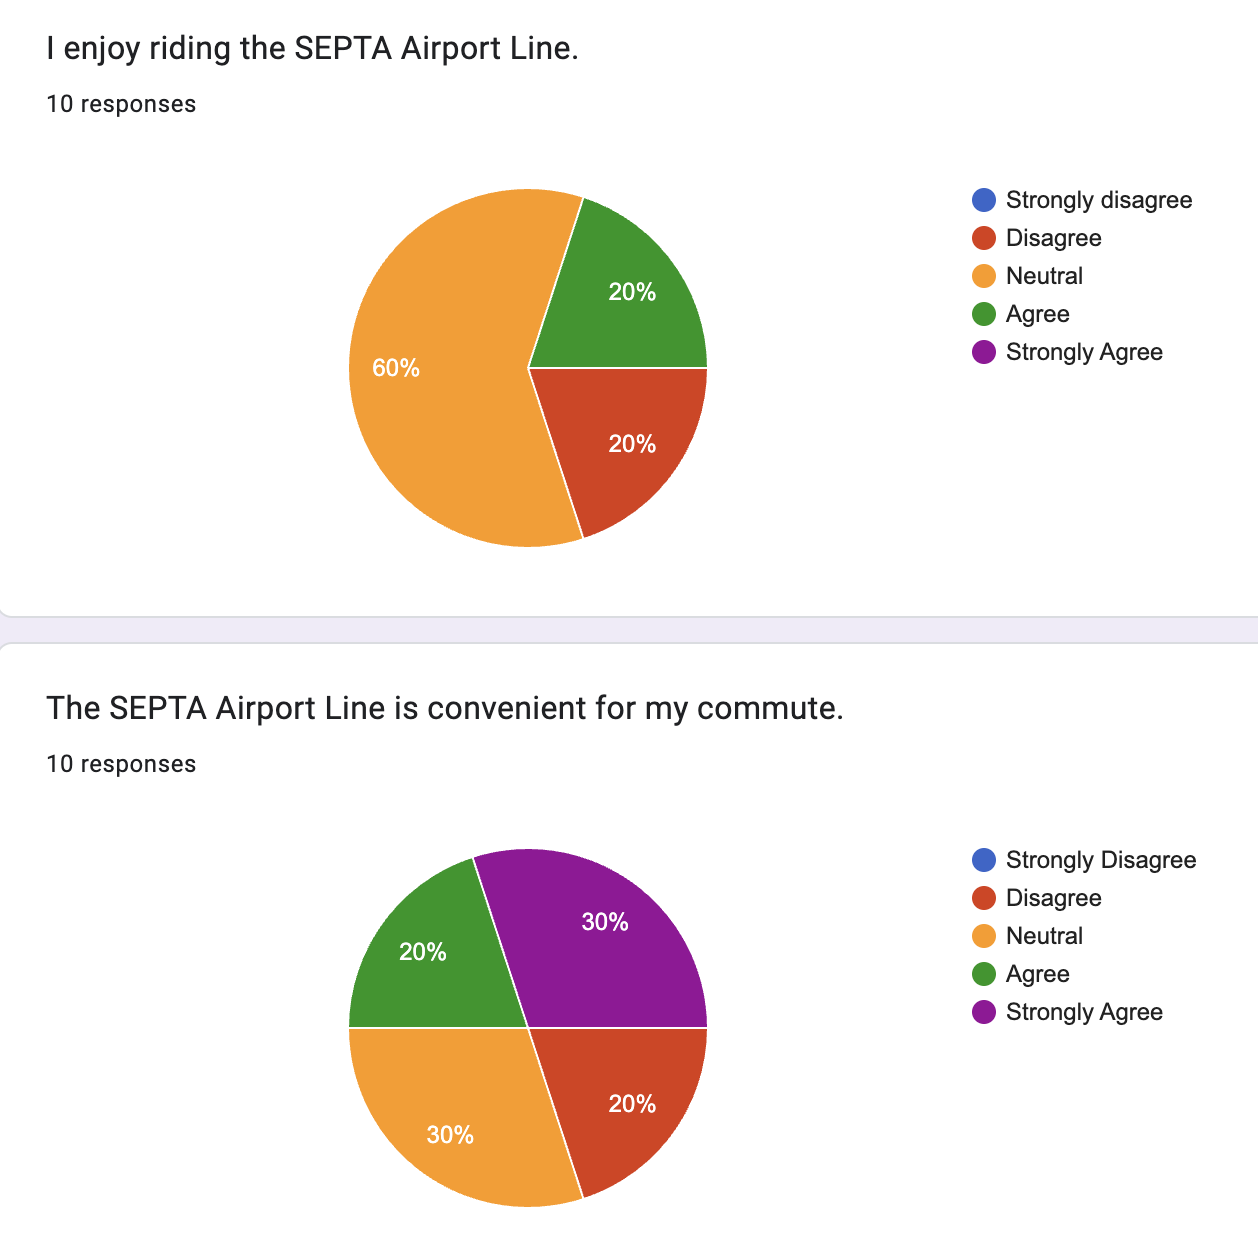 I enjoy riding the SEPTA Airport Line.
10 responses
Strongly disagree
Disagree
Neutral
Agree
Strongly Agree
20%
60%
20%
The SEPTA Airport Line is convenient for my commute.
10 responses
Strongly Disagree
Disagree
Neutral
Agree
Strongly Agree
30%
20%
20%
30%